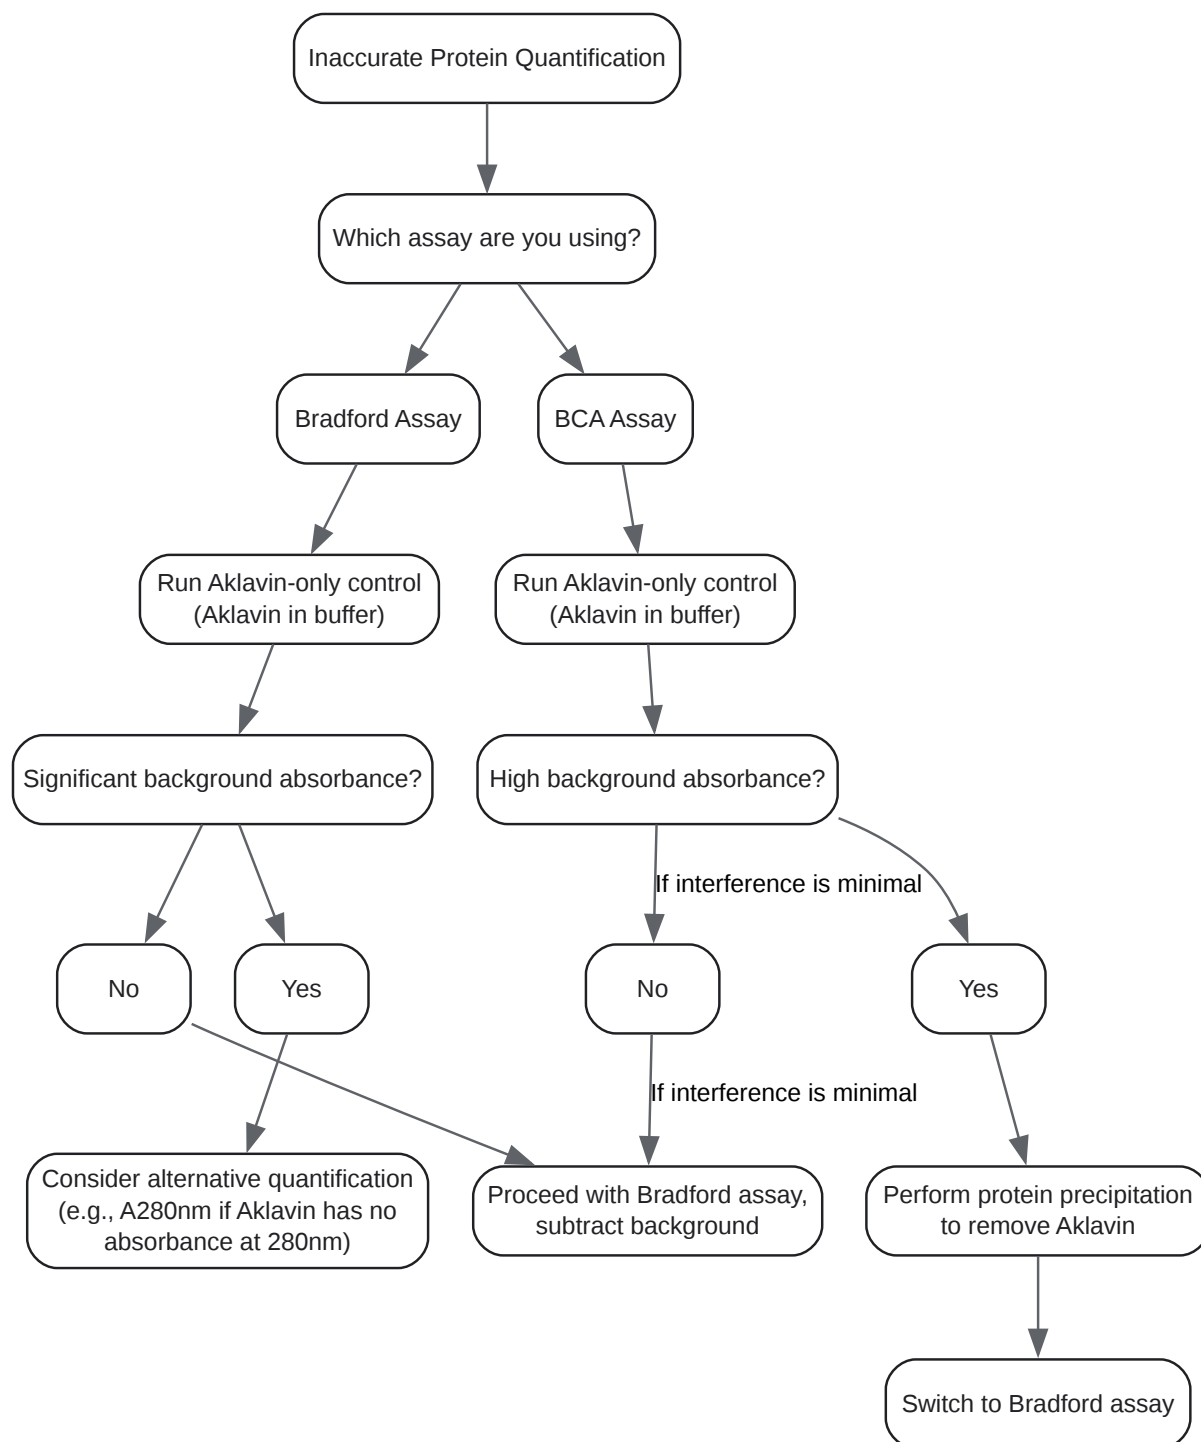 Inaccurate Protein Quantification
Which assay are you using?
Bradford Assay
BCA Assay
Run Aklavin-only control
(Aklavin in buffer)
Run Aklavin-only control
(Aklavin in buffer)
Significant background absorbance?
High background absorbance?
If interference is minimal
No
Yes
No
Yes
If interference is minimal
Consider alternative quantification
(e.g., A280nm if Aklavin has no
absorbance at 280nm)
Proceed with Bradford assay,
subtract background
Perform protein precipitation
to remove Aklavin
Switch to Bradford assay